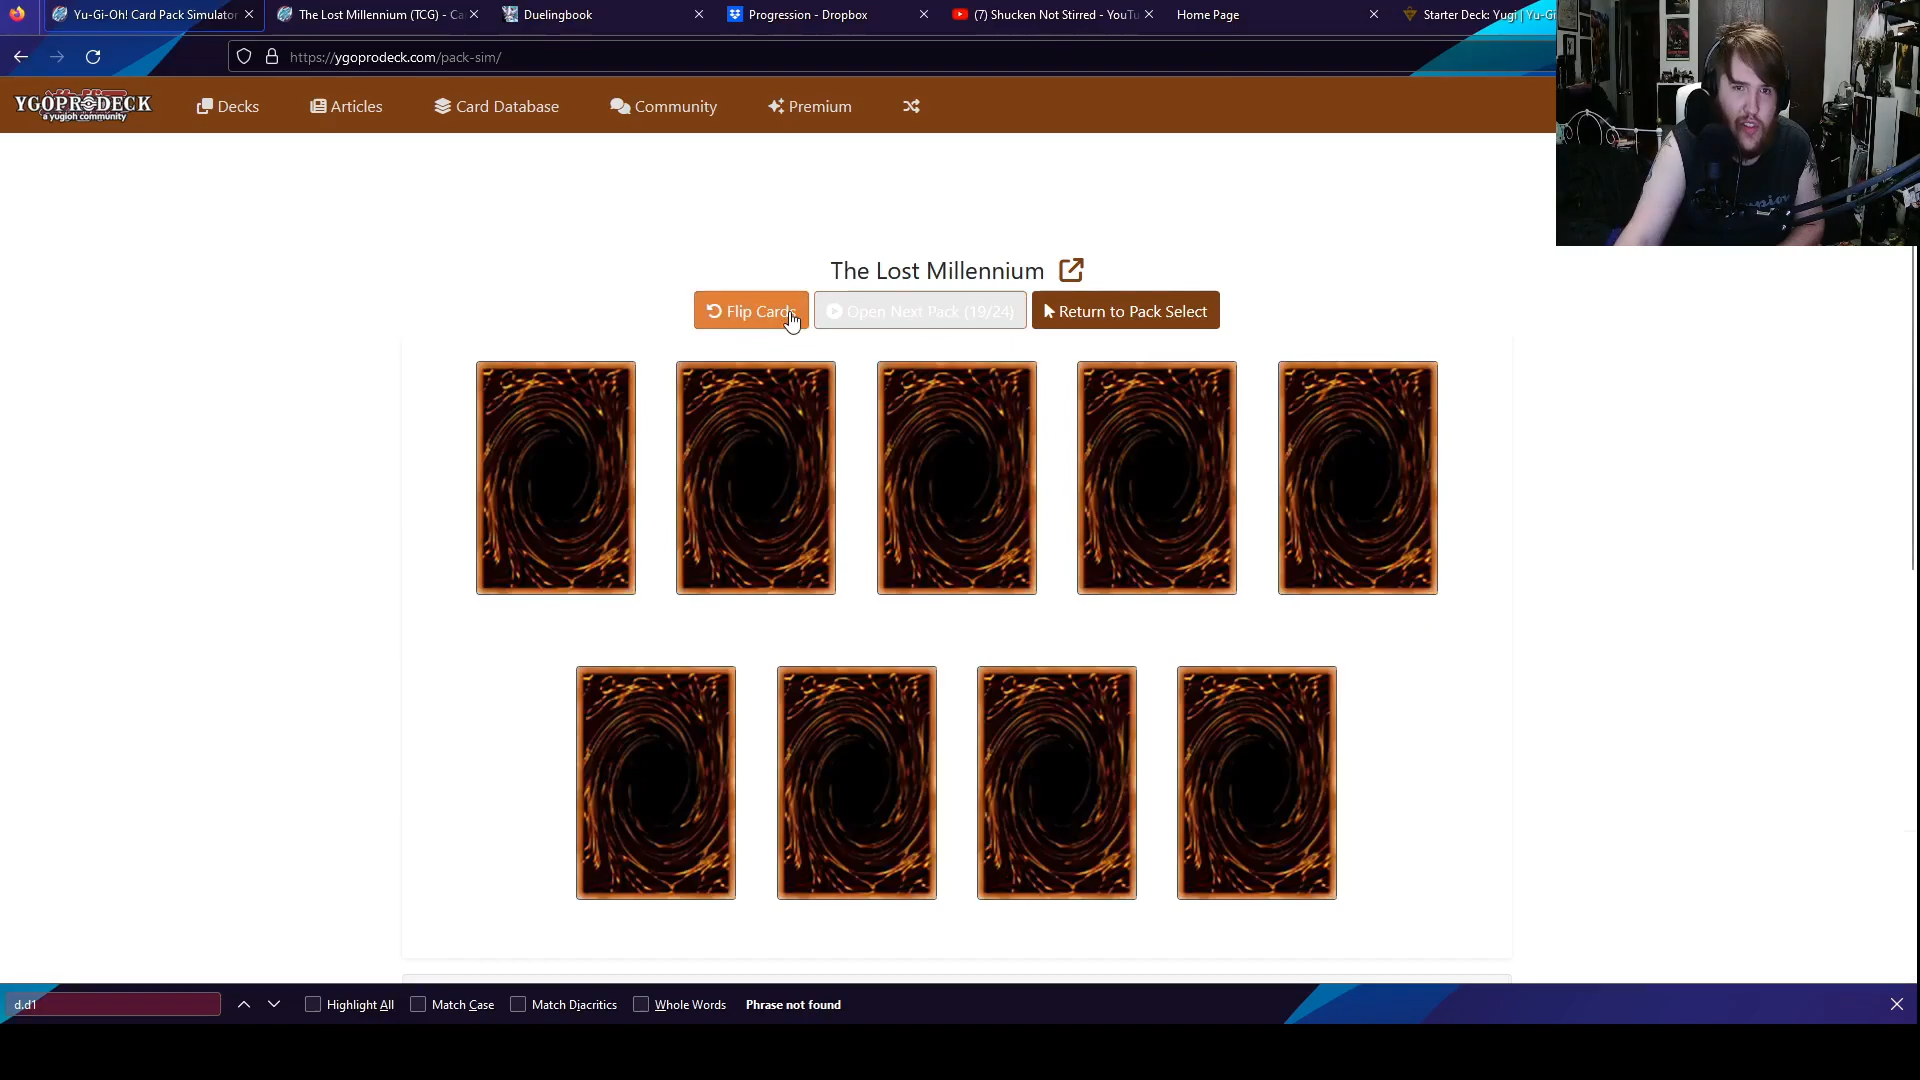 Yu-Gi-Oh! Card Pack Simulator
The Lost Millennium (TCG) - Ca
Duelingbook
Progression - Dropbox
(7) Shucken Not Stirred - YouTu
Home Page
Starter Deck: Yugi | Yu-Gi
https://ygoprodeck.com/pack-sim/
YGOPRODECK
a yugioh community
Decks
Articles
Card Database
Community
Premium
The Lost Millennium
Flip Cards
Open Next Pack (19/24)
Return to Pack Select
d.d1
Highlight All
Match Case
Match Diacritics
Whole Words
Phrase not found